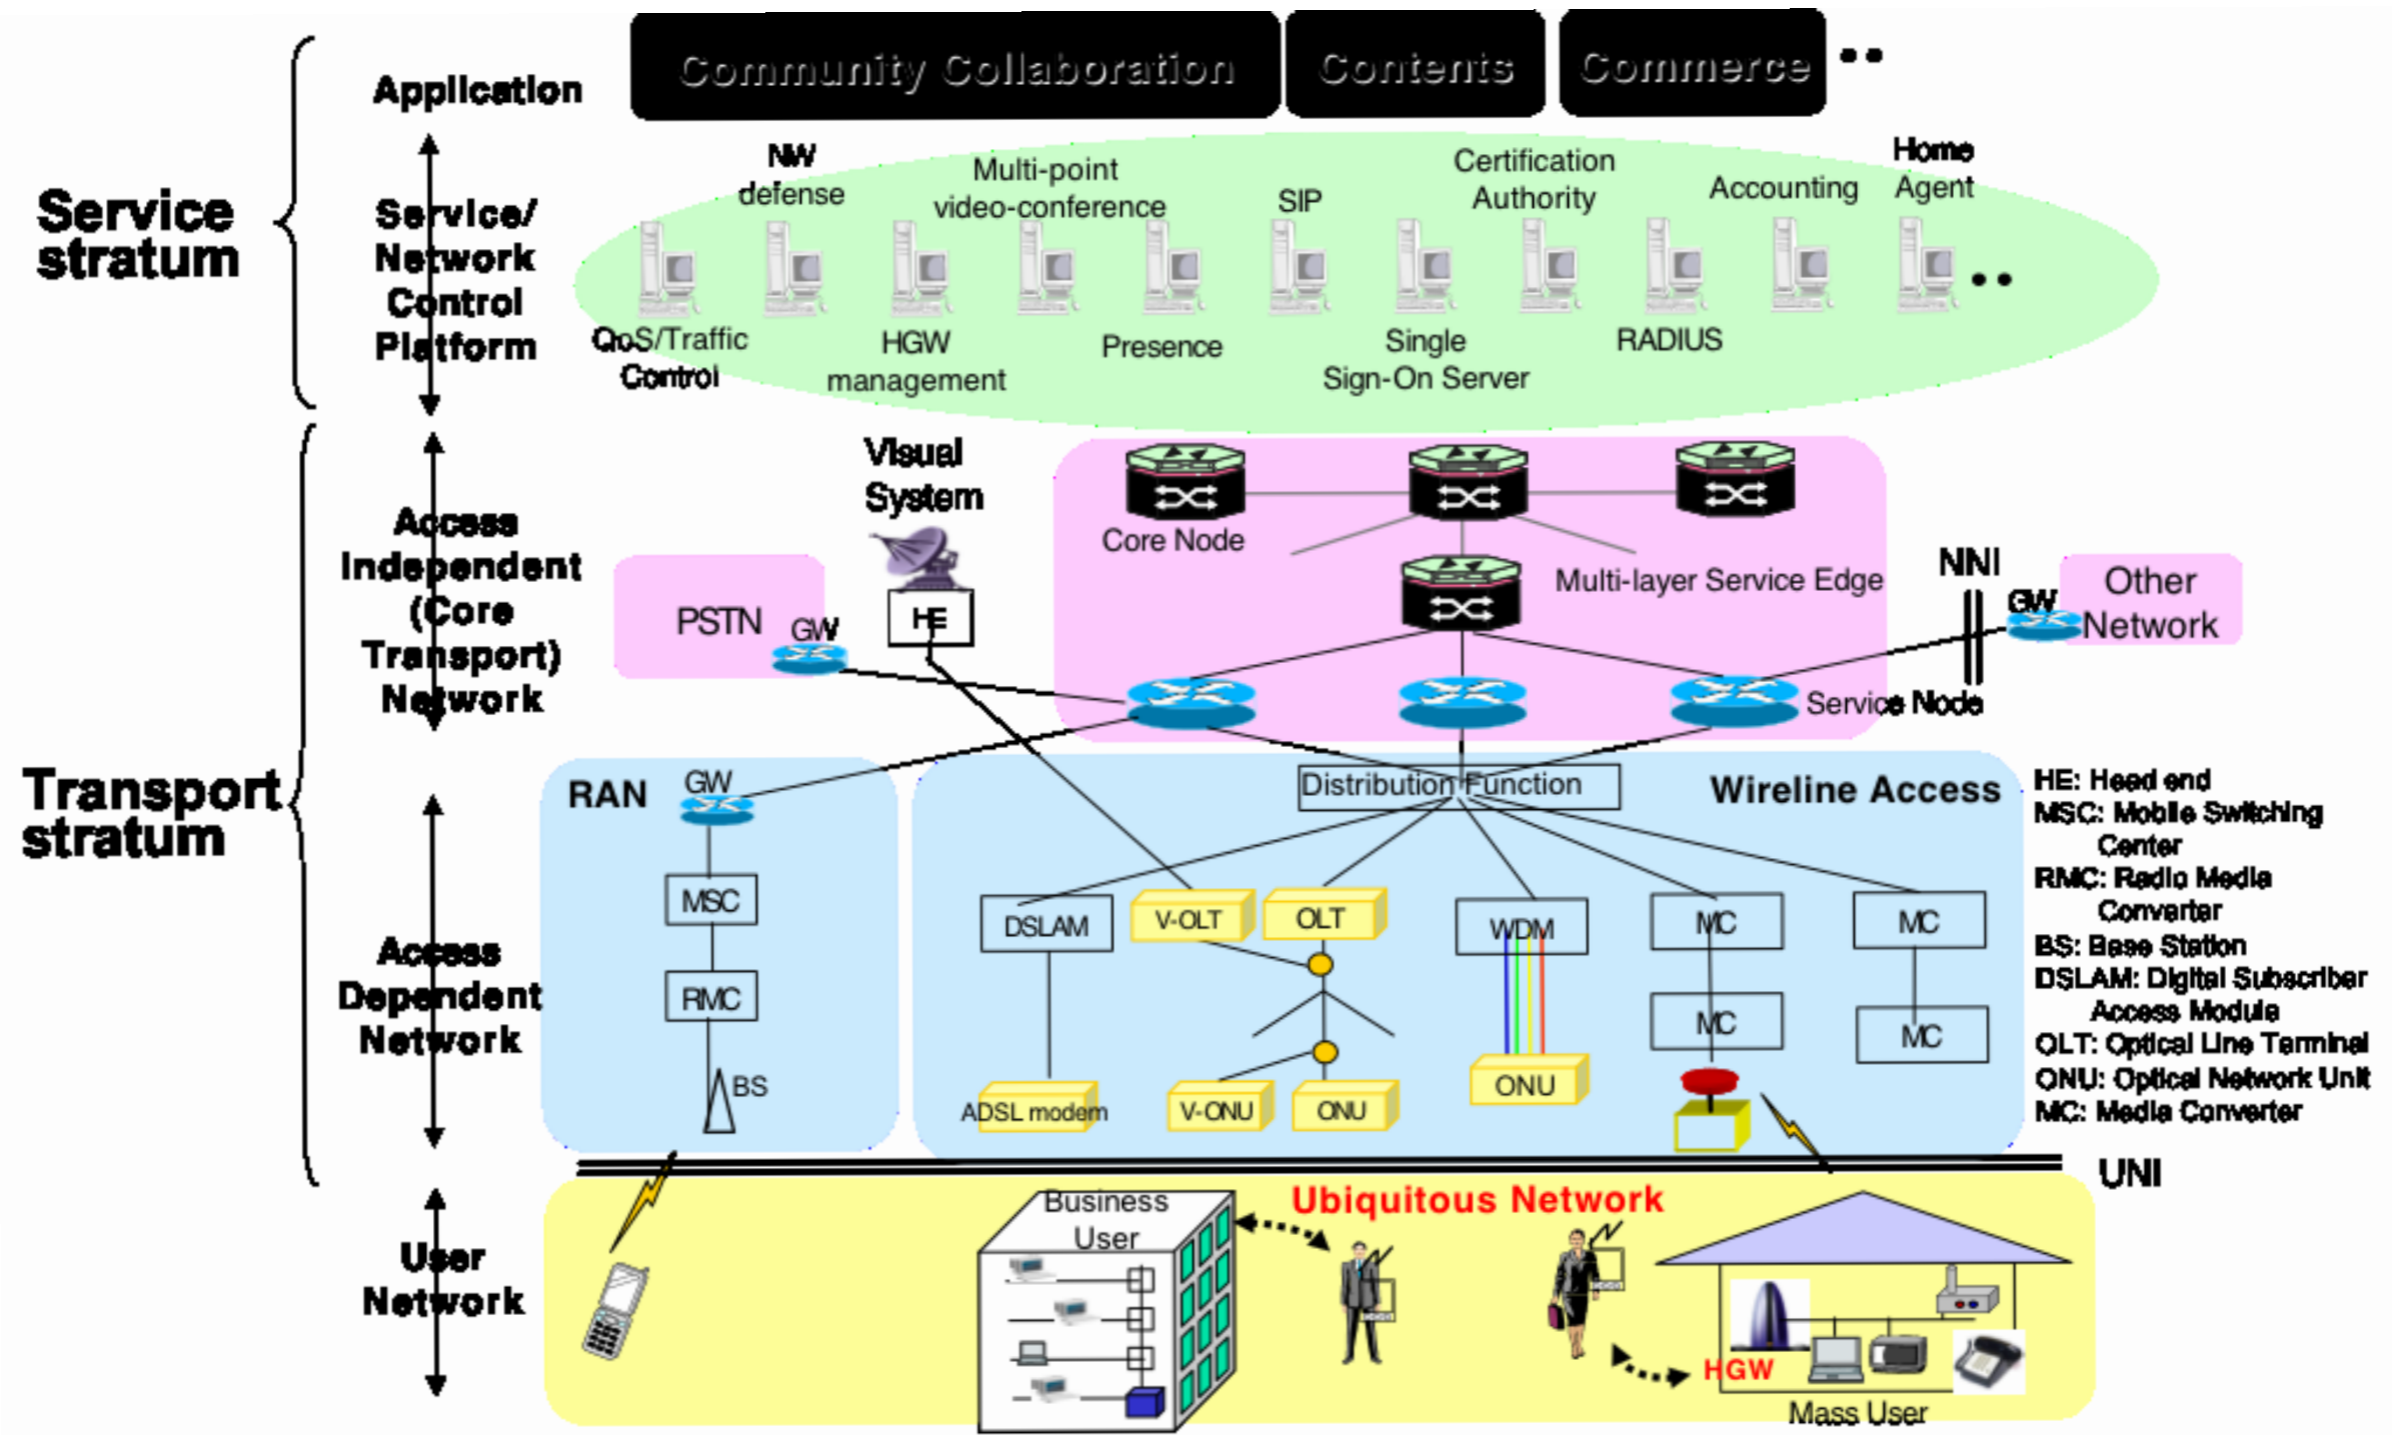 Community Collaboration
Contents
Commerce
Application
Service
stratum
Service/
Network
Control
Platform
NW
defense
Multi-point
video-conference
SIP
Certification
Authority
Accounting
Home
Agent
QoS/Traffic
Control
HGW
management
Presence
Single
Sign-On Server
RADIUS
Visual
System
HE
Core Node
Multi-layer Service Edge
Service Node
PSTN
GW
NNI
GW
Other
Network
Access
Independent
(Core
Transport)
Network
Transport
stratum
RAN
GW
MSC
RMC
BS
Distribution Function
Wireline Access
DSLAM
V-OLT
OLT
WDM
MC
MC
MC
MC
ADSL modem
V-ONU
ONU
ONU
HE: Head end
MSC: Mobile Switching
Center
RMC: Radio Media
Converter
BS: Base Station
DSLAM: Digital Subscriber
Access Module
OLT: Optical Line Terminal
ONU: Optical Network Unit
MC: Media Converter
Access
Dependent
Network
UNI
User
Network
Business
User
Ubiquitous Network
HGW
Mass User